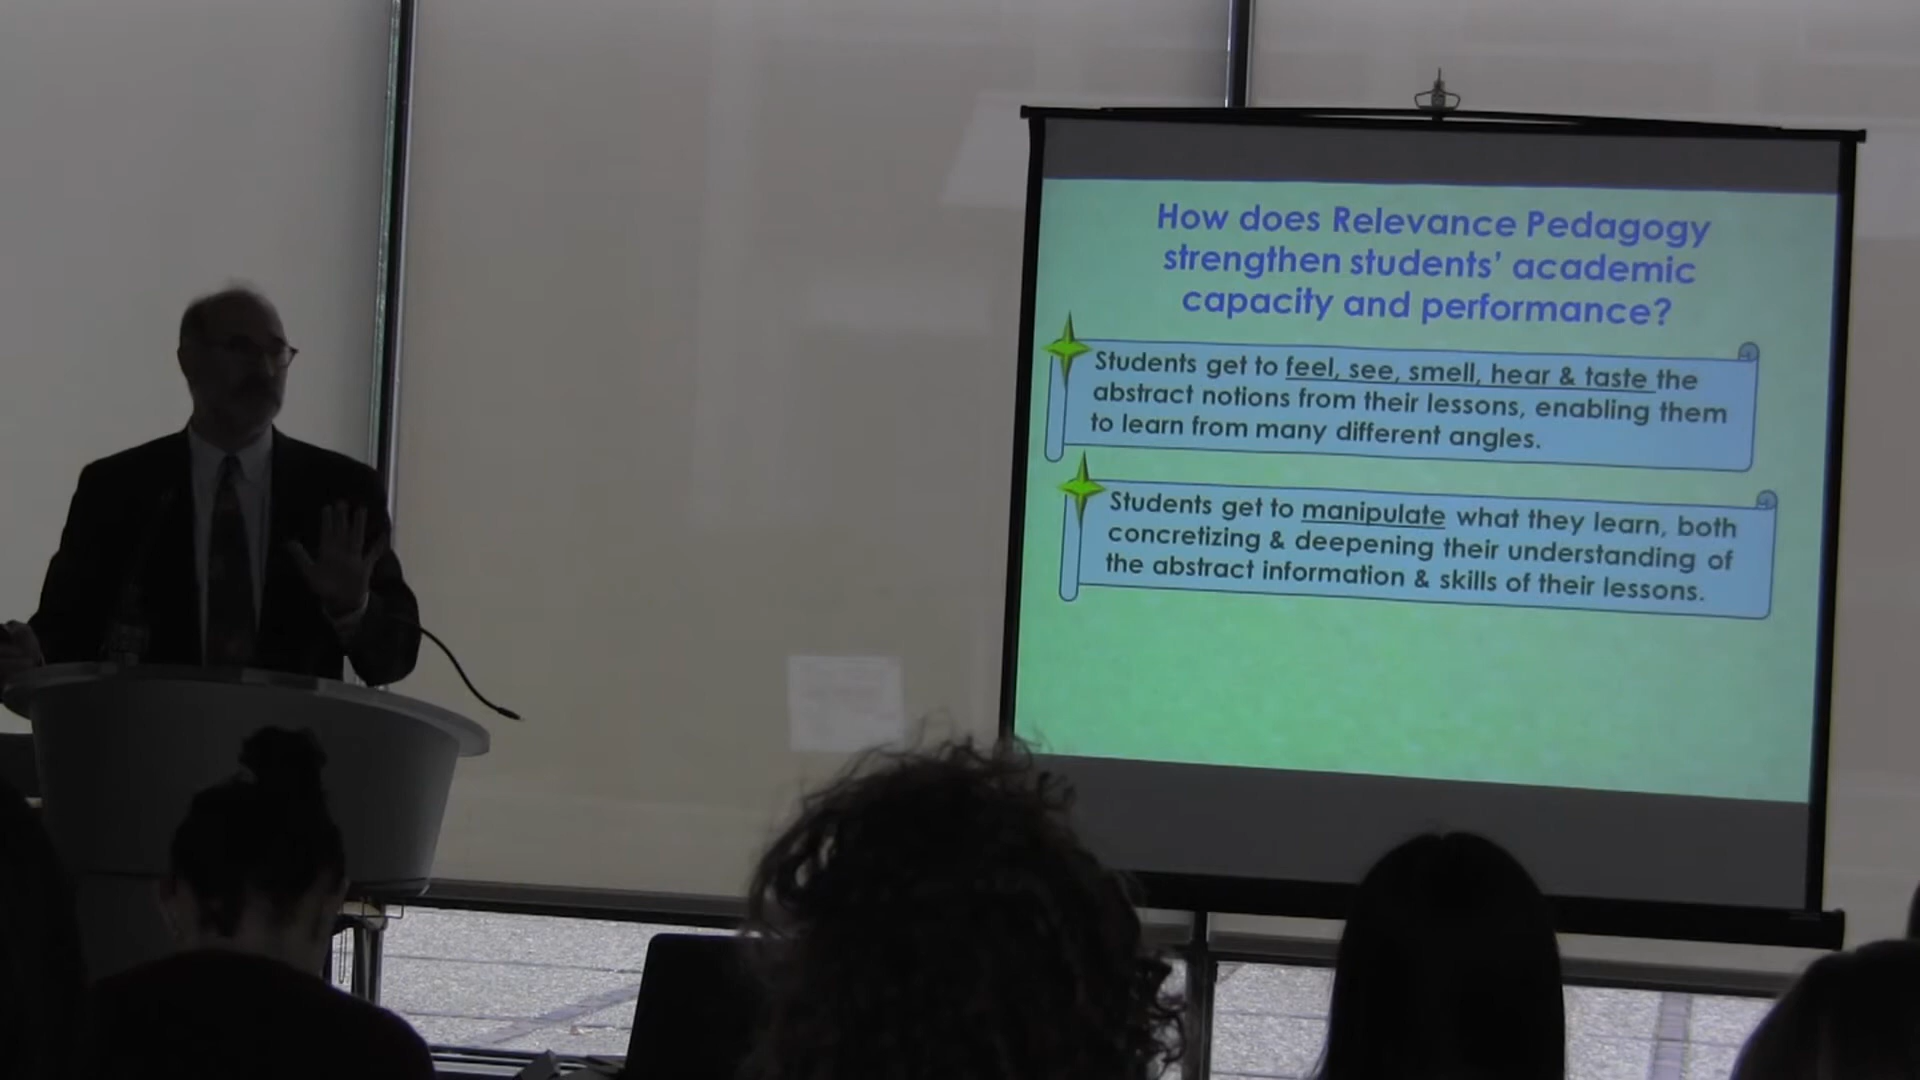 How does Relevance Pedagogy
strengthen students' academic
capacity and performance?
Students get to feel, see, smell, hear & taste the
abstract notions from their lessons, enabling them
to learn from many different angles.
Students get to manipulate what they learn, both
concretizing & deepening their understanding of
the abstract information & skills of their lessons.